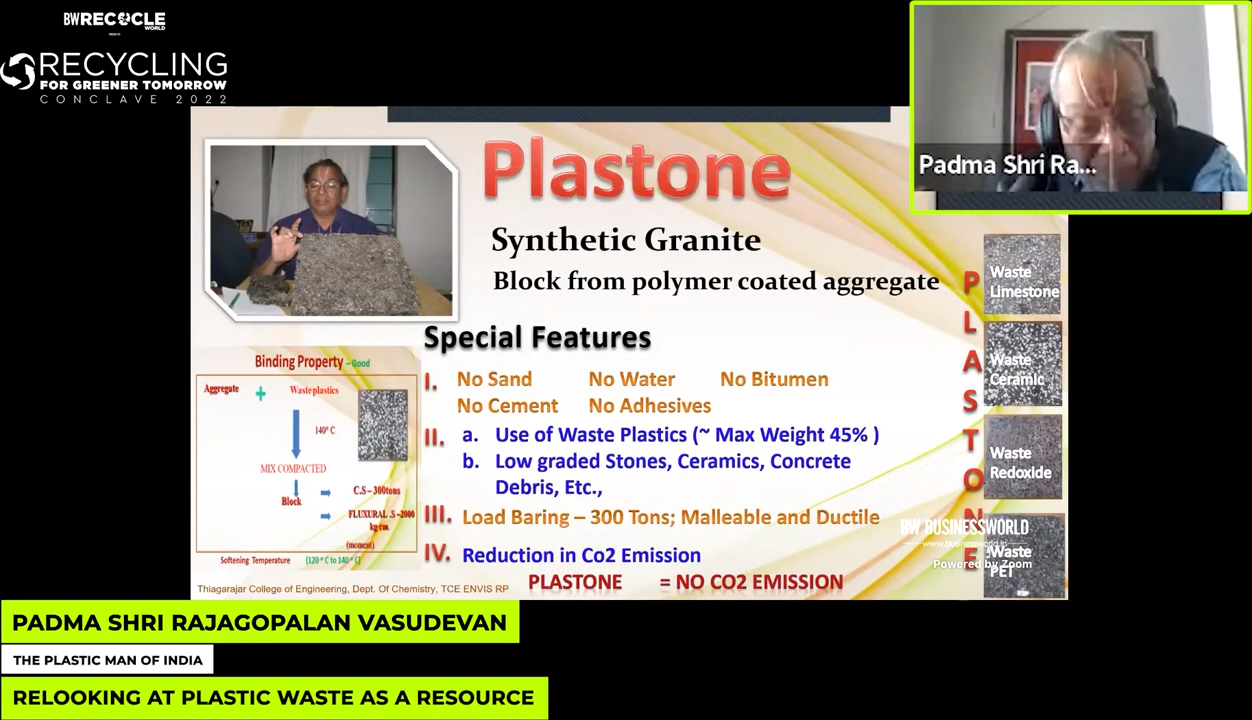 BW RECYCLE
WORLD
RECYCLING
FOR GREENER TOMORROW
CONCLAVE 2022
Padma Shri Ra...
Plastone
Synthetic Granite
Block from polymer coated aggregate
Special Features
I. No Sand No Water No Bitumen
No Cement No Adhesives
II. a. Use of Waste Plastics (~ Max Weight 45% )
b. Low graded Stones, Ceramics, Concrete
Debris, Etc.,
III. Load Baring – 300 Tons; Malleable and Ductile
IV. Reduction in Co2 Emission
PLASTONE = NO CO2 EMISSION
Binding Property – Good
Aggregate + Waste plastics
140° C
MIX COMPACTED
Block
C.S – 300tons
FLUXURAL .S –2000
kg cm.
(moment)
Softening Temperature (120 ° C to 140 ° C)
Thiagarajar College of Engineering, Dept. Of Chemistry, TCE ENVIS RP
PLASTONE
Waste
Limestone
Waste
Ceramic
Waste
Redoxide
Waste
PET
BW BUSINESSWORLD
www.businessworld.in
Powered by Zoom
PADMA SHRI RAJAGOPALAN VASUDEVAN
THE PLASTIC MAN OF INDIA
RELOOKING AT PLASTIC WASTE AS A RESOURCE